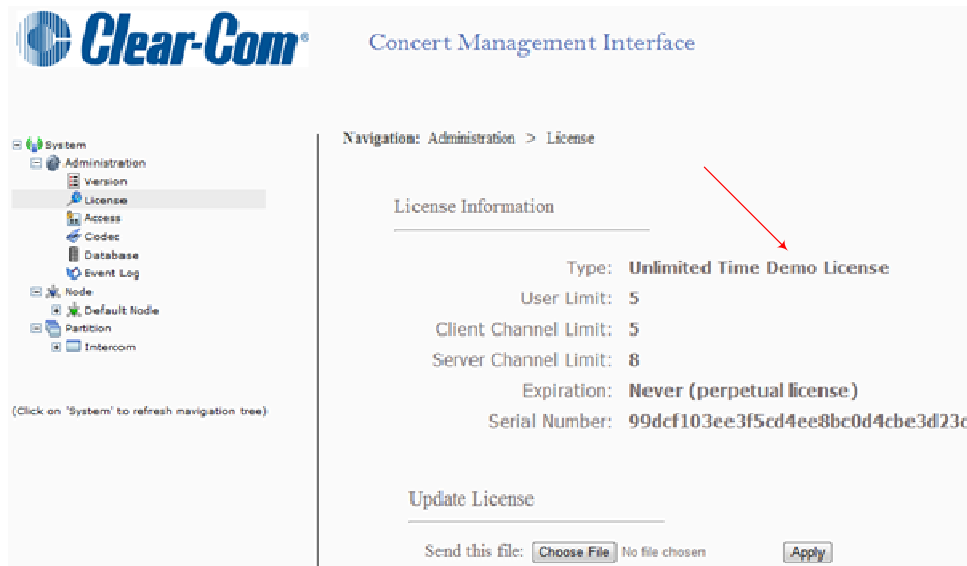 Clear-Com®
Concert Management Interface
System
Administration
Version
License
Access
Codec
Database
Event Log
Node
Default Node
Partition
Intercom
(Click on 'System' to refresh navigation tree)
Navigation: Administration > License
License Information
Type: Unlimited Time Demo License
User Limit: 5
Client Channel Limit: 5
Server Channel Limit: 8
Expiration: Never (perpetual license)
Serial Number: 99dcf103ee3f5cd4ee8bc0d4cbe3d23c
Update License
Send this file: Choose File No file chosen Apply